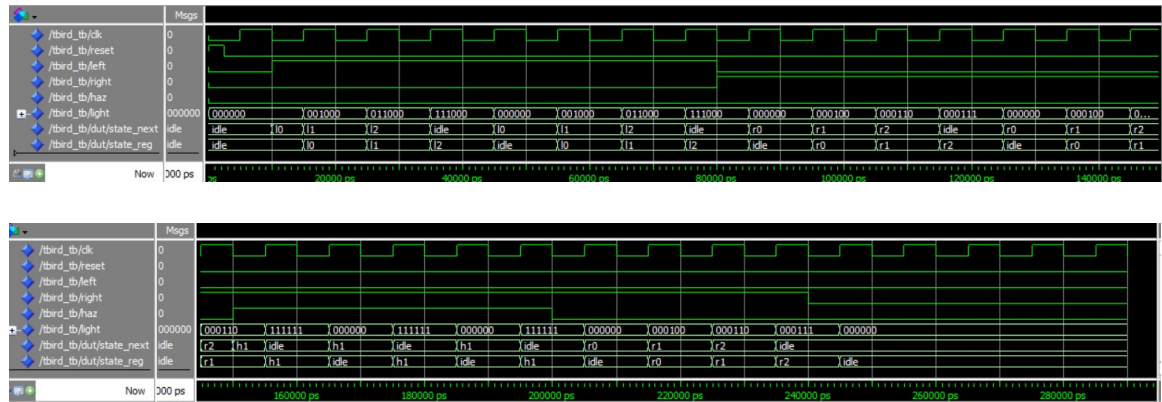 Msgs
/tbird_tb/clk 0
/tbird_tb/reset 0
/tbird_tb/left 0
/tbird_tb/right 0
/tbird_tb/haz 0
/tbird_tb/light 000000 000000 001000 011000 111000 000000 001000 011000 111000 000000 000100 000110 000111 000000 000100 0...
/tbird_tb/dut/state_next idle idle l0 l1 l2 idle l0 l1 l2 idle r0 r1 r2 idle r0 r1 r2
/tbird_tb/dut/state_reg idle idle l0 l1 l2 idle l0 l1 l2 idle r0 r1 r2 idle r0 r1
Now 000 ps ps 20000 ps 40000 ps 60000 ps 80000 ps 100000 ps 120000 ps 140000 ps
Msgs
/tbird_tb/clk 0
/tbird_tb/reset 0
/tbird_tb/left 0
/tbird_tb/right 0
/tbird_tb/haz 0
/tbird_tb/light 000000 000110 111111 000000 111111 000000 111111 000000 000100 000110 000111 000000
/tbird_tb/dut/state_next idle r2 h1 idle h1 idle h1 idle r0 r1 r2 idle
/tbird_tb/dut/state_reg idle r1 h1 idle h1 idle h1 idle r0 r1 r2 idle
Now 000 ps 160000 ps 180000 ps 200000 ps 220000 ps 240000 ps 260000 ps 280000 ps